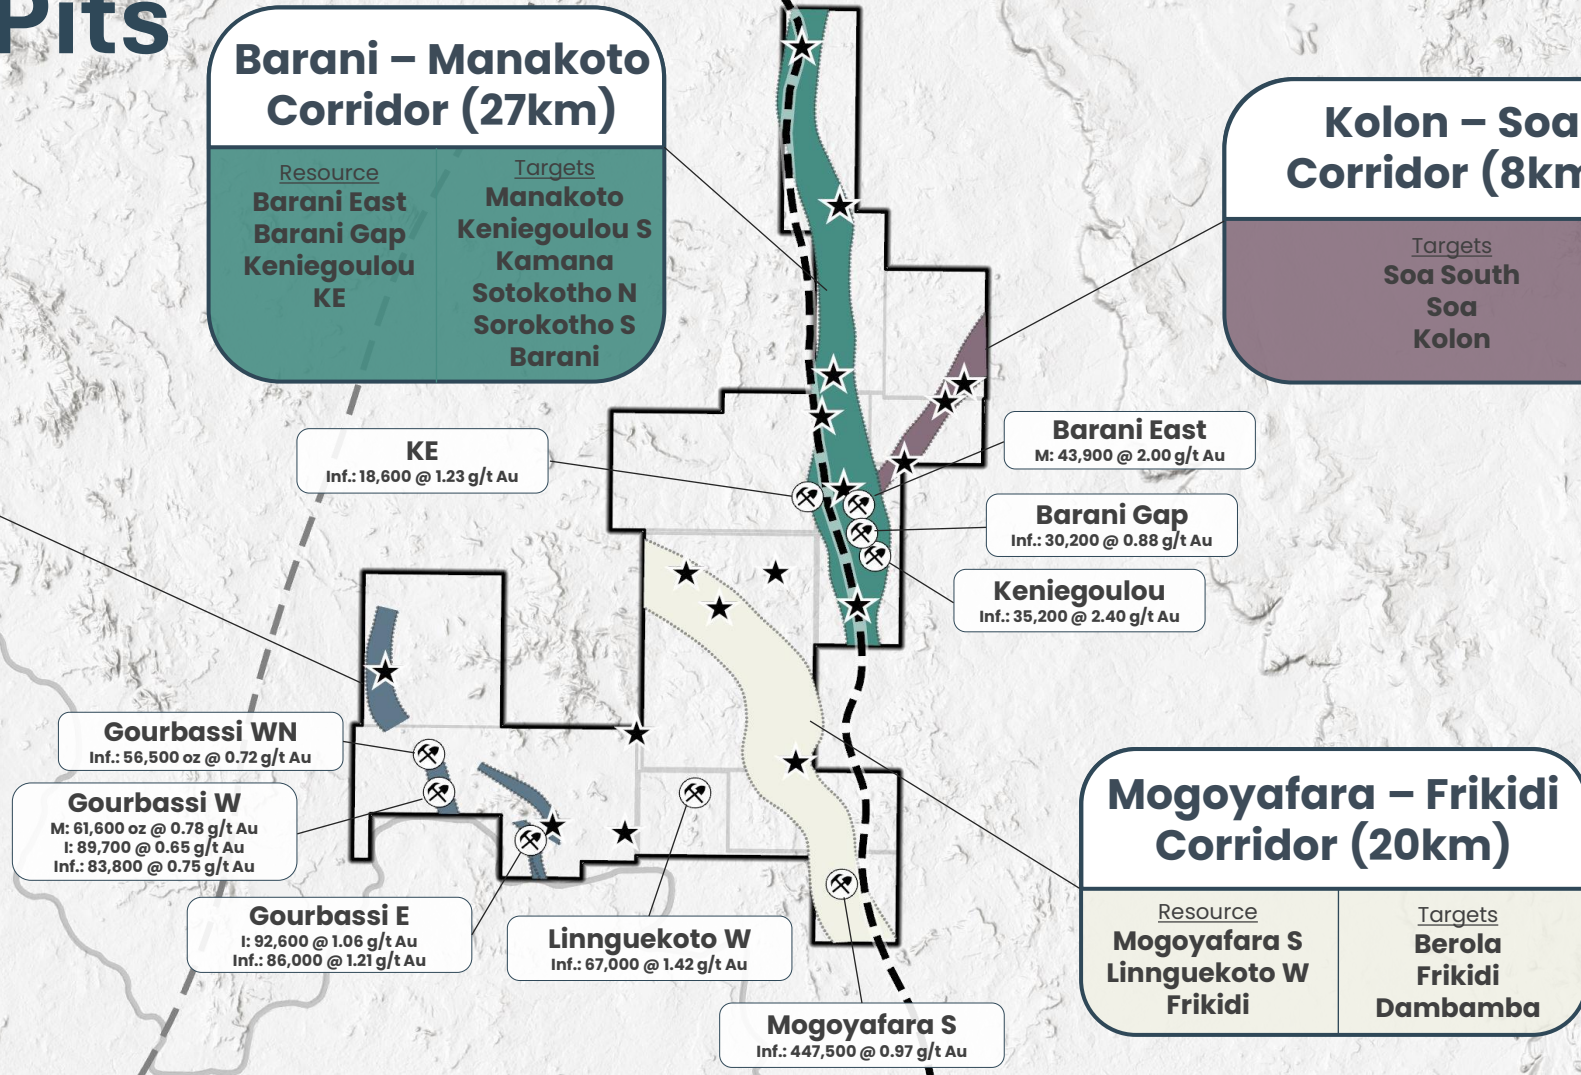 Pits
Barani – Manakoto
Corridor (27km)
Resource
Barani East
Barani Gap
Keniegoulou
KE
Targets
Manakoto
Keniegoulou S
Kamana
Sotokotho N
Sorokotho S
Barani
Kolon – Soa
Corridor (8km
Targets
Soa South
Soa
Kolon
KE
Inf.: 18,600 @ 1.23 g/t Au
Barani East
M: 43,900 @ 2.00 g/t Au
Barani Gap
Inf.: 30,200 @ 0.88 g/t Au
Keniegoulou
Inf.: 35,200 @ 2.40 g/t Au
Gourbassi WN
Inf.: 56,500 oz @ 0.72 g/t Au
Gourbassi W
M: 61,600 oz @ 0.78 g/t Au
I: 89,700 @ 0.65 g/t Au
Inf.: 83,800 @ 0.75 g/t Au
Gourbassi E
I: 92,600 @ 1.06 g/t Au
Inf.: 86,000 @ 1.21 g/t Au
Linnguekoto W
Inf.: 67,000 @ 1.42 g/t Au
Mogoyafara S
Inf.: 447,500 @ 0.97 g/t Au
Mogoyafara – Frikidi
Corridor (20km)
Resource
Mogoyafara S
Linnguekoto W
Frikidi
Targets
Berola
Frikidi
Dambamba